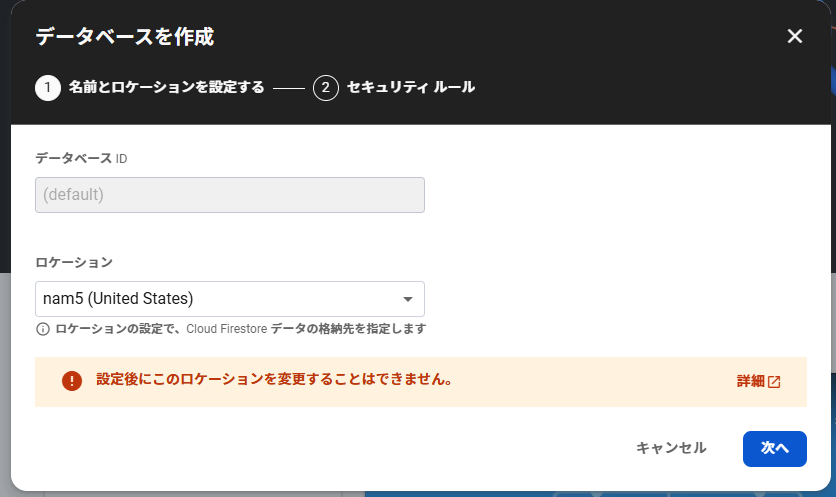 データベースを作成
1 名前とロケーションを設定する
2 セキュリティ ルール
データベース ID
(default)
ロケーション
nam5 (United States)
ロケーションの設定で、Cloud Firestore データの格納先を指定します
設定後にこのロケーションを変更することはできません。
詳細
キャンセル
次へ